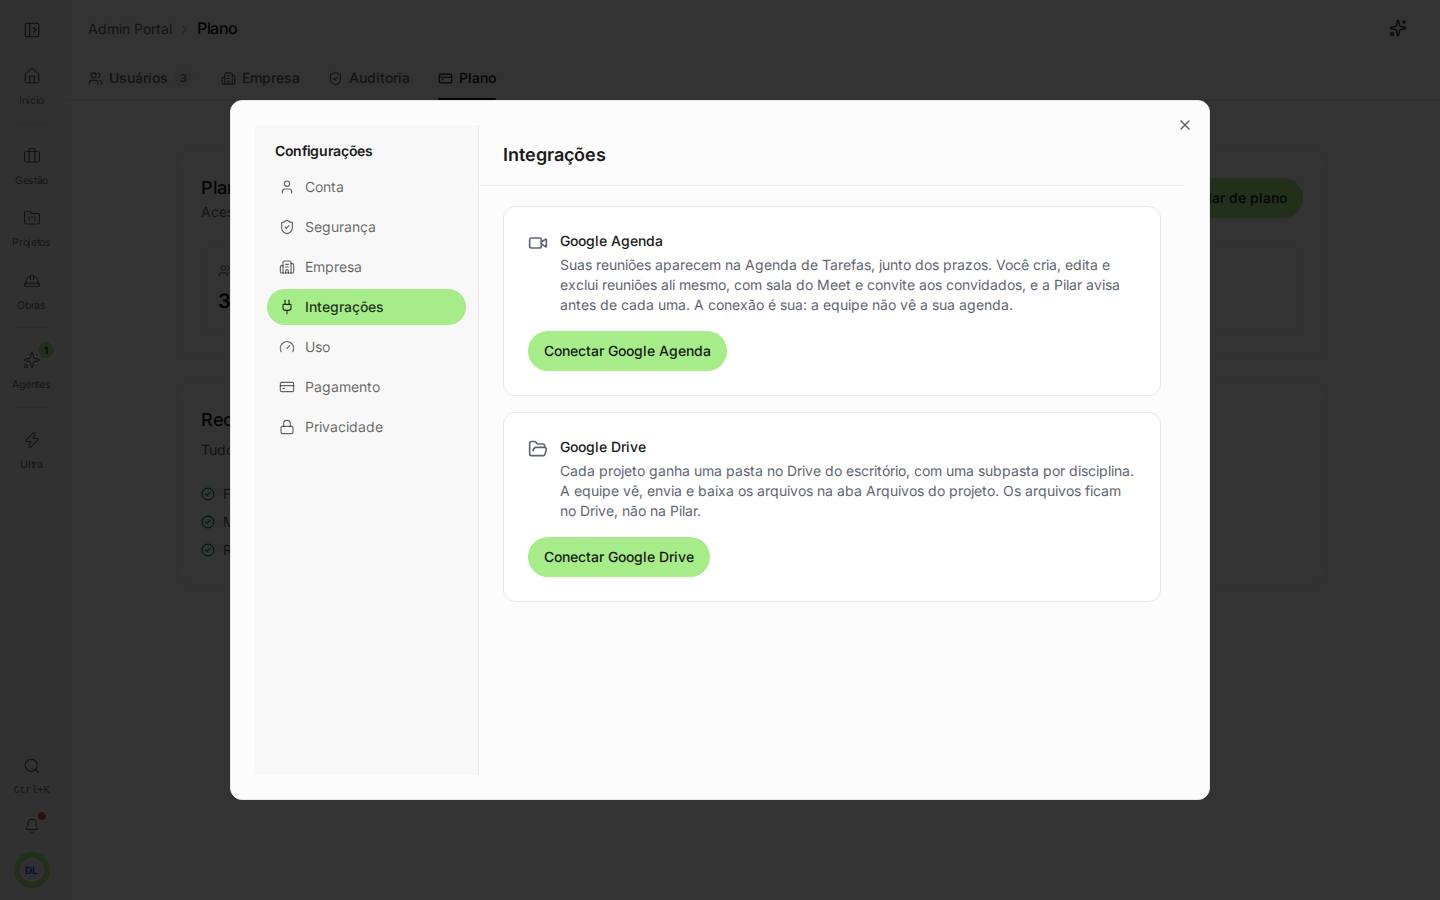 Admin Portal > Plano
Usuários 3 Empresa Auditoria Plano
Início
Gestão
Projetos
Obras
1
Agentes
Ultra
Ctrl+K
DL
ar de plano
3
Tudo
Configurações
Conta
Segurança
Empresa
Integrações
Uso
Pagamento
Privacidade
Integrações
Google Agenda
Suas reuniões aparecem na Agenda de Tarefas, junto dos prazos. Você cria, edita e
exclui reuniões ali mesmo, com sala do Meet e convite aos convidados, e a Pilar avisa
antes de cada uma. A conexão é sua: a equipe não vê a sua agenda.
Conectar Google Agenda
Google Drive
Cada projeto ganha uma pasta no Drive do escritório, com uma subpasta por disciplina.
A equipe vê, envia e baixa os arquivos na aba Arquivos do projeto. Os arquivos ficam
no Drive, não na Pilar.
Conectar Google Drive